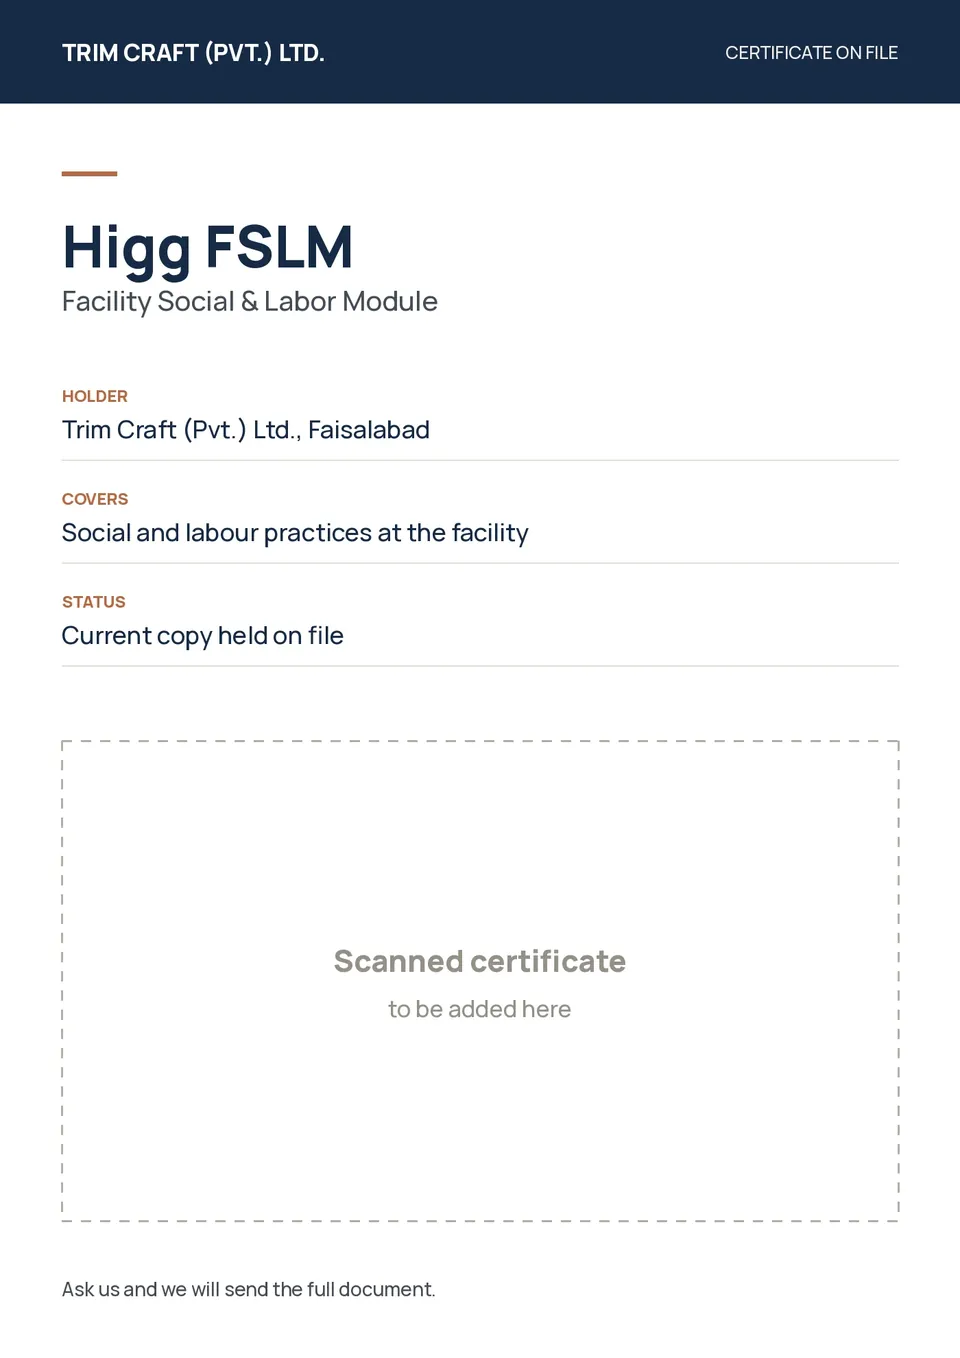 TRIM CRAFT (PVT.) LTD.
CERTIFICATE ON FILE
Higg FSLM
Facility Social & Labor Module
HOLDER
Trim Craft (Pvt.) Ltd., Faisalabad
COVERS
Social and labour practices at the facility
STATUS
Current copy held on file
Scanned certificate
to be added here
Ask us and we will send the full document.